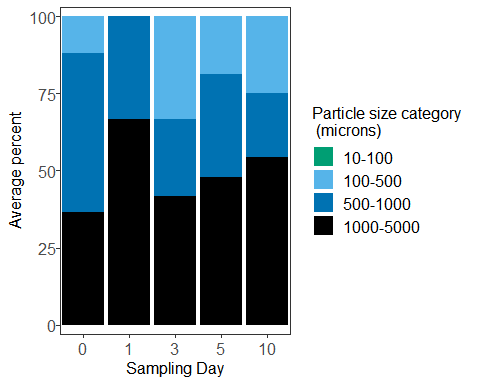 100
75
50
25
0
Average percent
0 1 3 5 10
Sampling Day
Particle size category
(microns)
10-100
100-500
500-1000
1000-5000